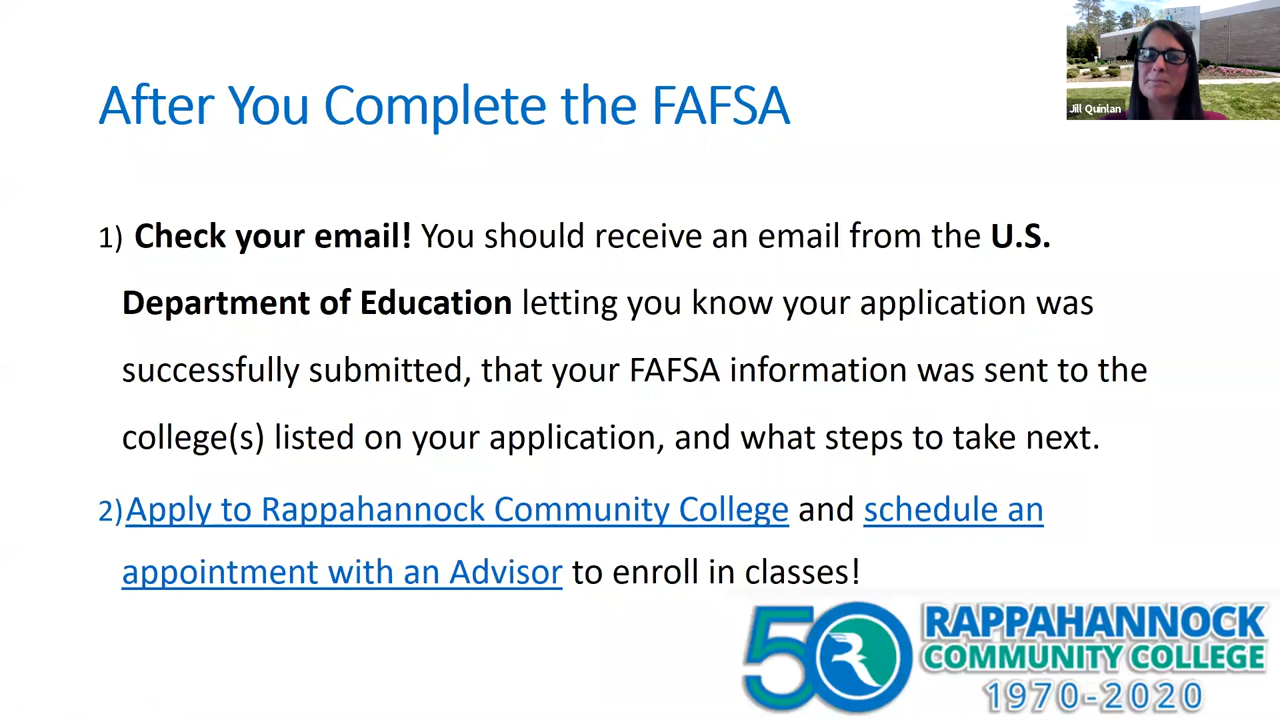 After You Complete the FAFSA
Jill Quinlan
1) Check your email! You should receive an email from the U.S.
Department of Education letting you know your application was
successfully submitted, that your FAFSA information was sent to the
college(s) listed on your application, and what steps to take next.
2) Apply to Rappahannock Community College and schedule an
appointment with an Advisor to enroll in classes!
50 RAPPAHANNOCK
COMMUNITY COLLEGE
1970-2020